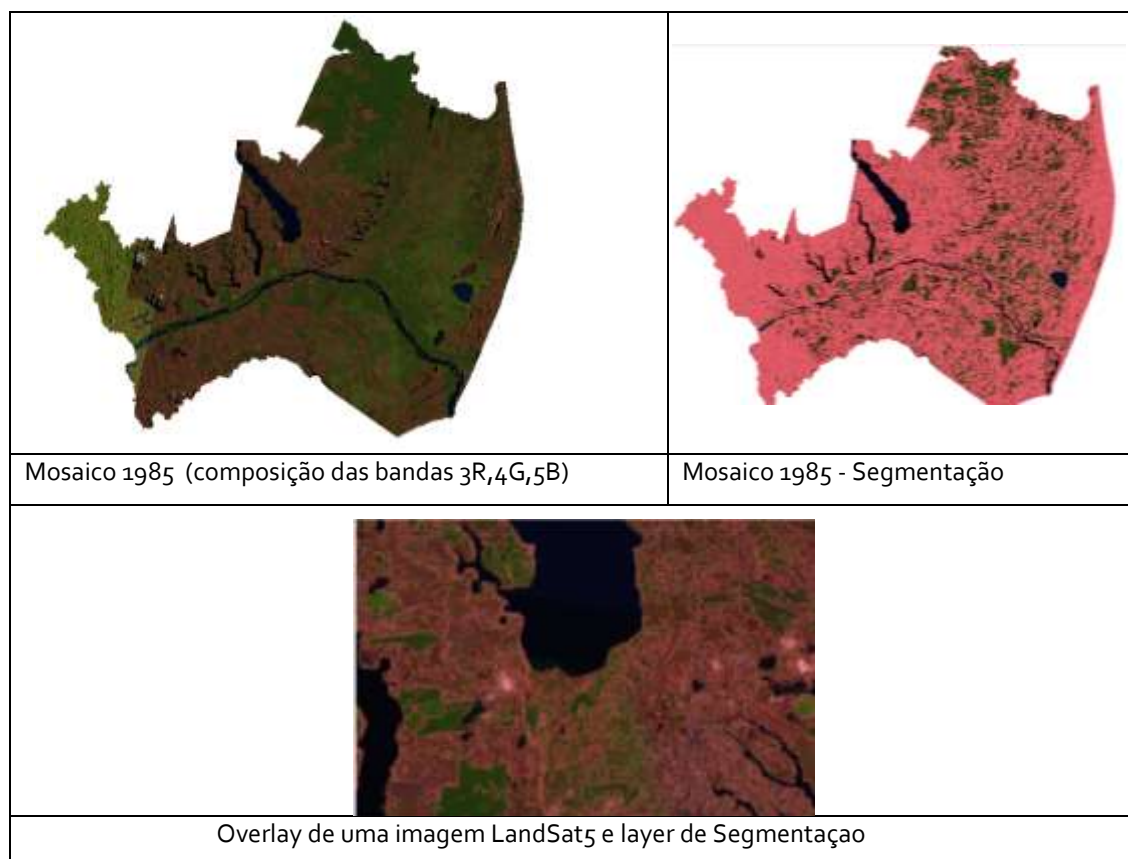 Mosaico 1985 (composição das bandas 3R,4G,5B)
Mosaico 1985 - Segmentação
Overlay de uma imagem LandSat5 e layer de Segmentaçao